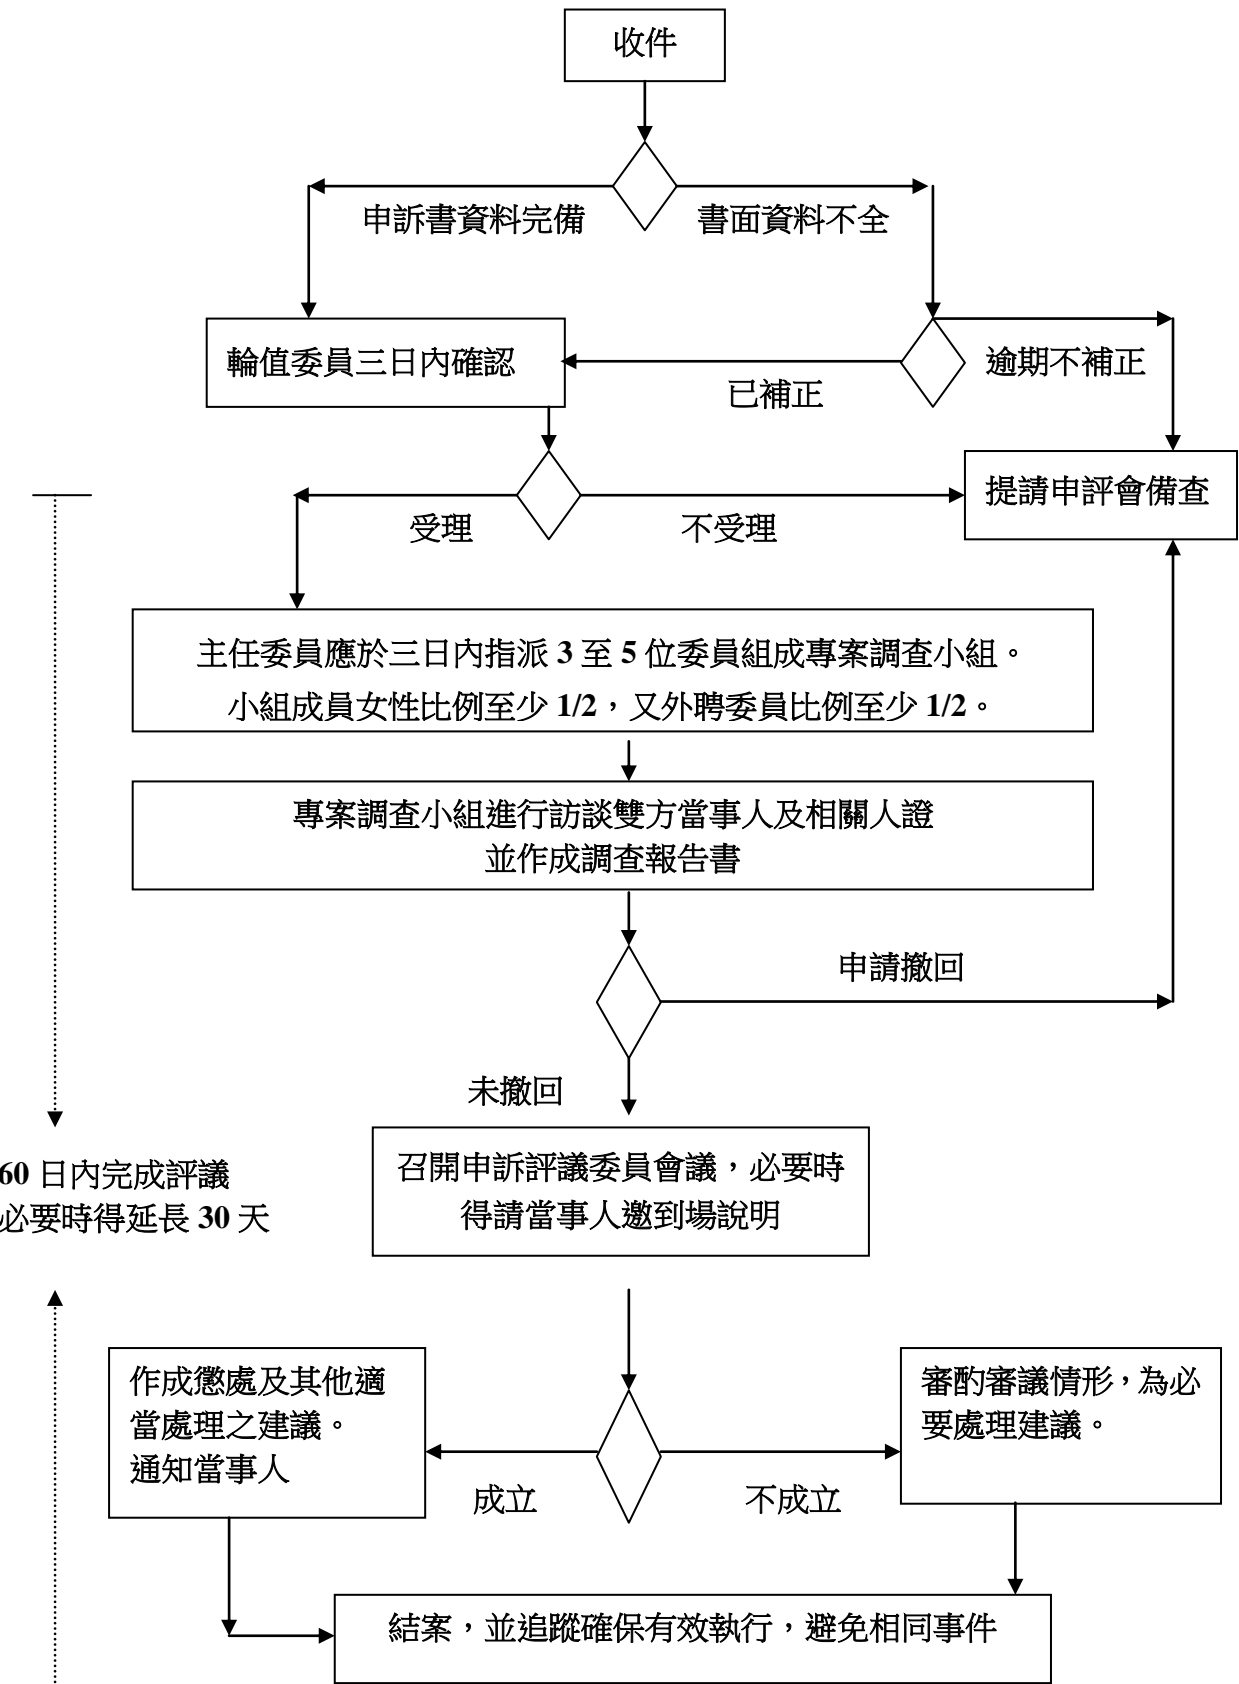 收件
申訴書資料完備
書面資料不全
輪值委員三日內確認
已補正
逾期不補正
提請申評會備查
受理
不受理
主任委員應於三日內指派 3 至 5 位委員組成專案調查小組。
小組成員女性比例至少 1/2，又外聘委員比例至少 1/2。
專案調查小組進行訪談雙方當事人及相關人證
並作成調查報告書
申請撤回
未撤回
60 日內完成評議
必要時得延長 30 天
召開申訴評議委員會議，必要時
得請當事人邀到場說明
作成懲處及其他適
當處理之建議。
通知當事人
成立
不成立
審酌審議情形，為必
要處理建議。
結案，並追蹤確保有效執行，避免相同事件